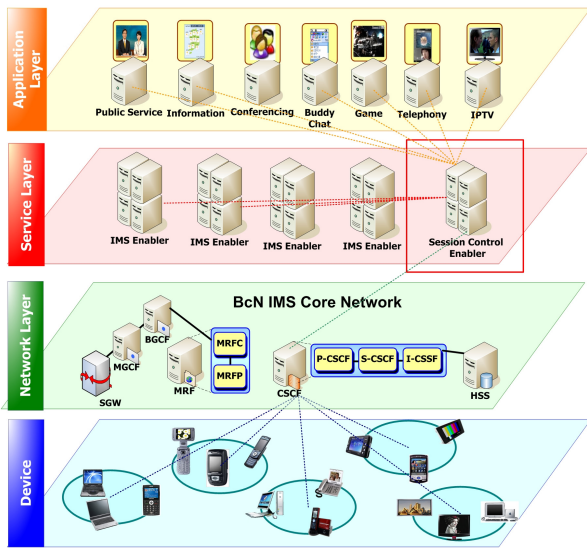 Application
Layer
Public Service
Information
Conferencing
Buddy
Chat
Game
Telephony
IPTV
Service Layer
IMS Enabler
IMS Enabler
IMS Enabler
IMS Enabler
Session Control
Enabler
Network Layer
BcN IMS Core Network
BGCF
MGCF
SGW
MRF
MRFC
MRFP
CSCF
P-CSCF
S-CSCF
I-CSSF
HSS
Device